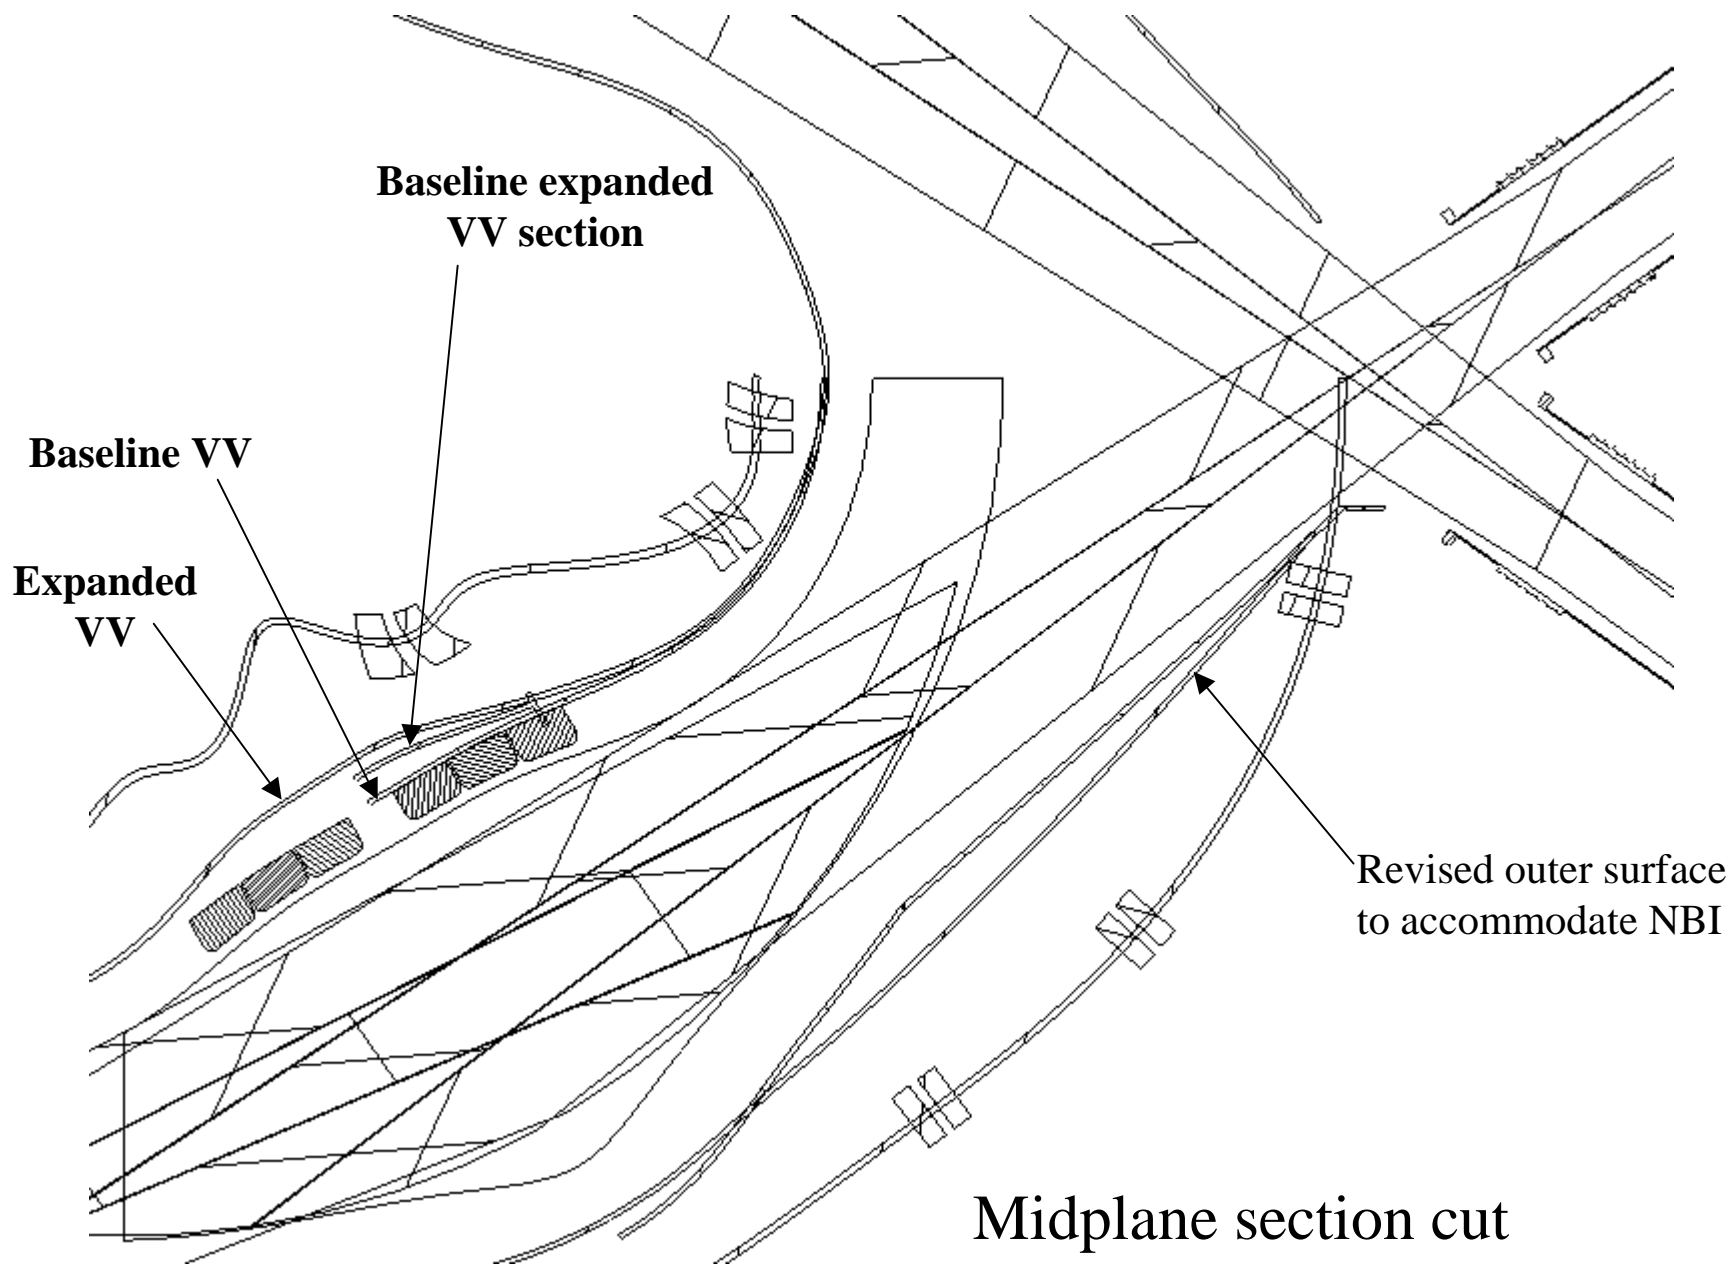 Baseline expanded
VV section
Baseline VV
Expanded
VV
Revised outer surface
to accommodate NBI
Midplane section cut